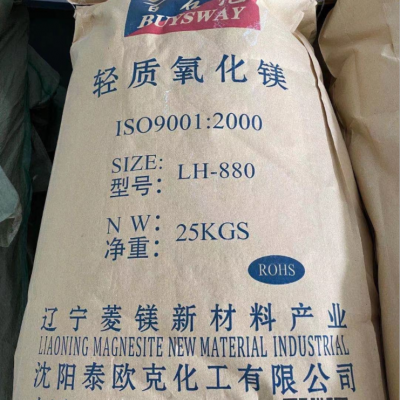 BUYSWAY
轻质氧化镁
ISO9001:2000
SIZE:
型号: LH-880
N W:
净重: 25KGS
ROHS
辽宁菱镁新材料产业
LIAONING MAGNESITE NEW MATERIAL INDUSTRIAL
沈阳泰欧克化工有限公司